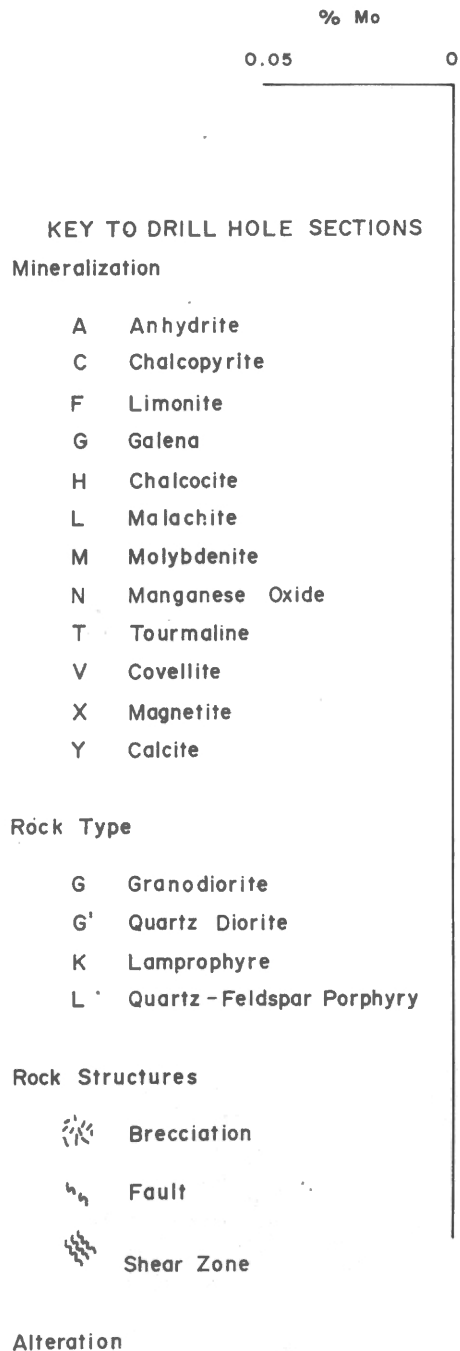 % Mo
0.05 0
KEY TO DRILL HOLE SECTIONS
Mineralization
A Anhydrite
C Chalcopyrite
F Limonite
G Galena
H Chalcocite
L Malachite
M Molybdenite
N Manganese Oxide
T Tourmaline
V Covellite
X Magnetite
Y Calcite
Rock Type
G Granodiorite
G' Quartz Diorite
K Lamprophyre
L Quartz-Feldspar Porphyry
Rock Structures
Brecciation
Fault
Shear Zone
Alteration